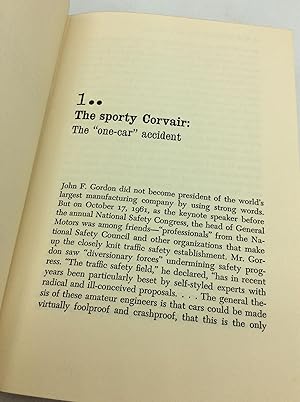 1••
The sporty Corvair:
The "one-car" accident
John F. Gordon did not become president of the world's
largest manufacturing company by using strong words.
But on October 17, 1961, as the keynote speaker before
the annual National Safety Congress, the head of General
Motors was among friends—"professionals" from the Na-
tional Safety Council and other organizations that make
up the closely knit traffic safety establishment. Mr. Gor-
don saw "diversionary forces" undermining safety prog-
ress. "The traffic safety field," he declared, "has in recent
years been particularly beset by self-styled experts with
radical and ill-conceived proposals. . . . The general the-
sis of these amateur engineers is that cars could be made
virtually foolproof and crashproof, that this is the only